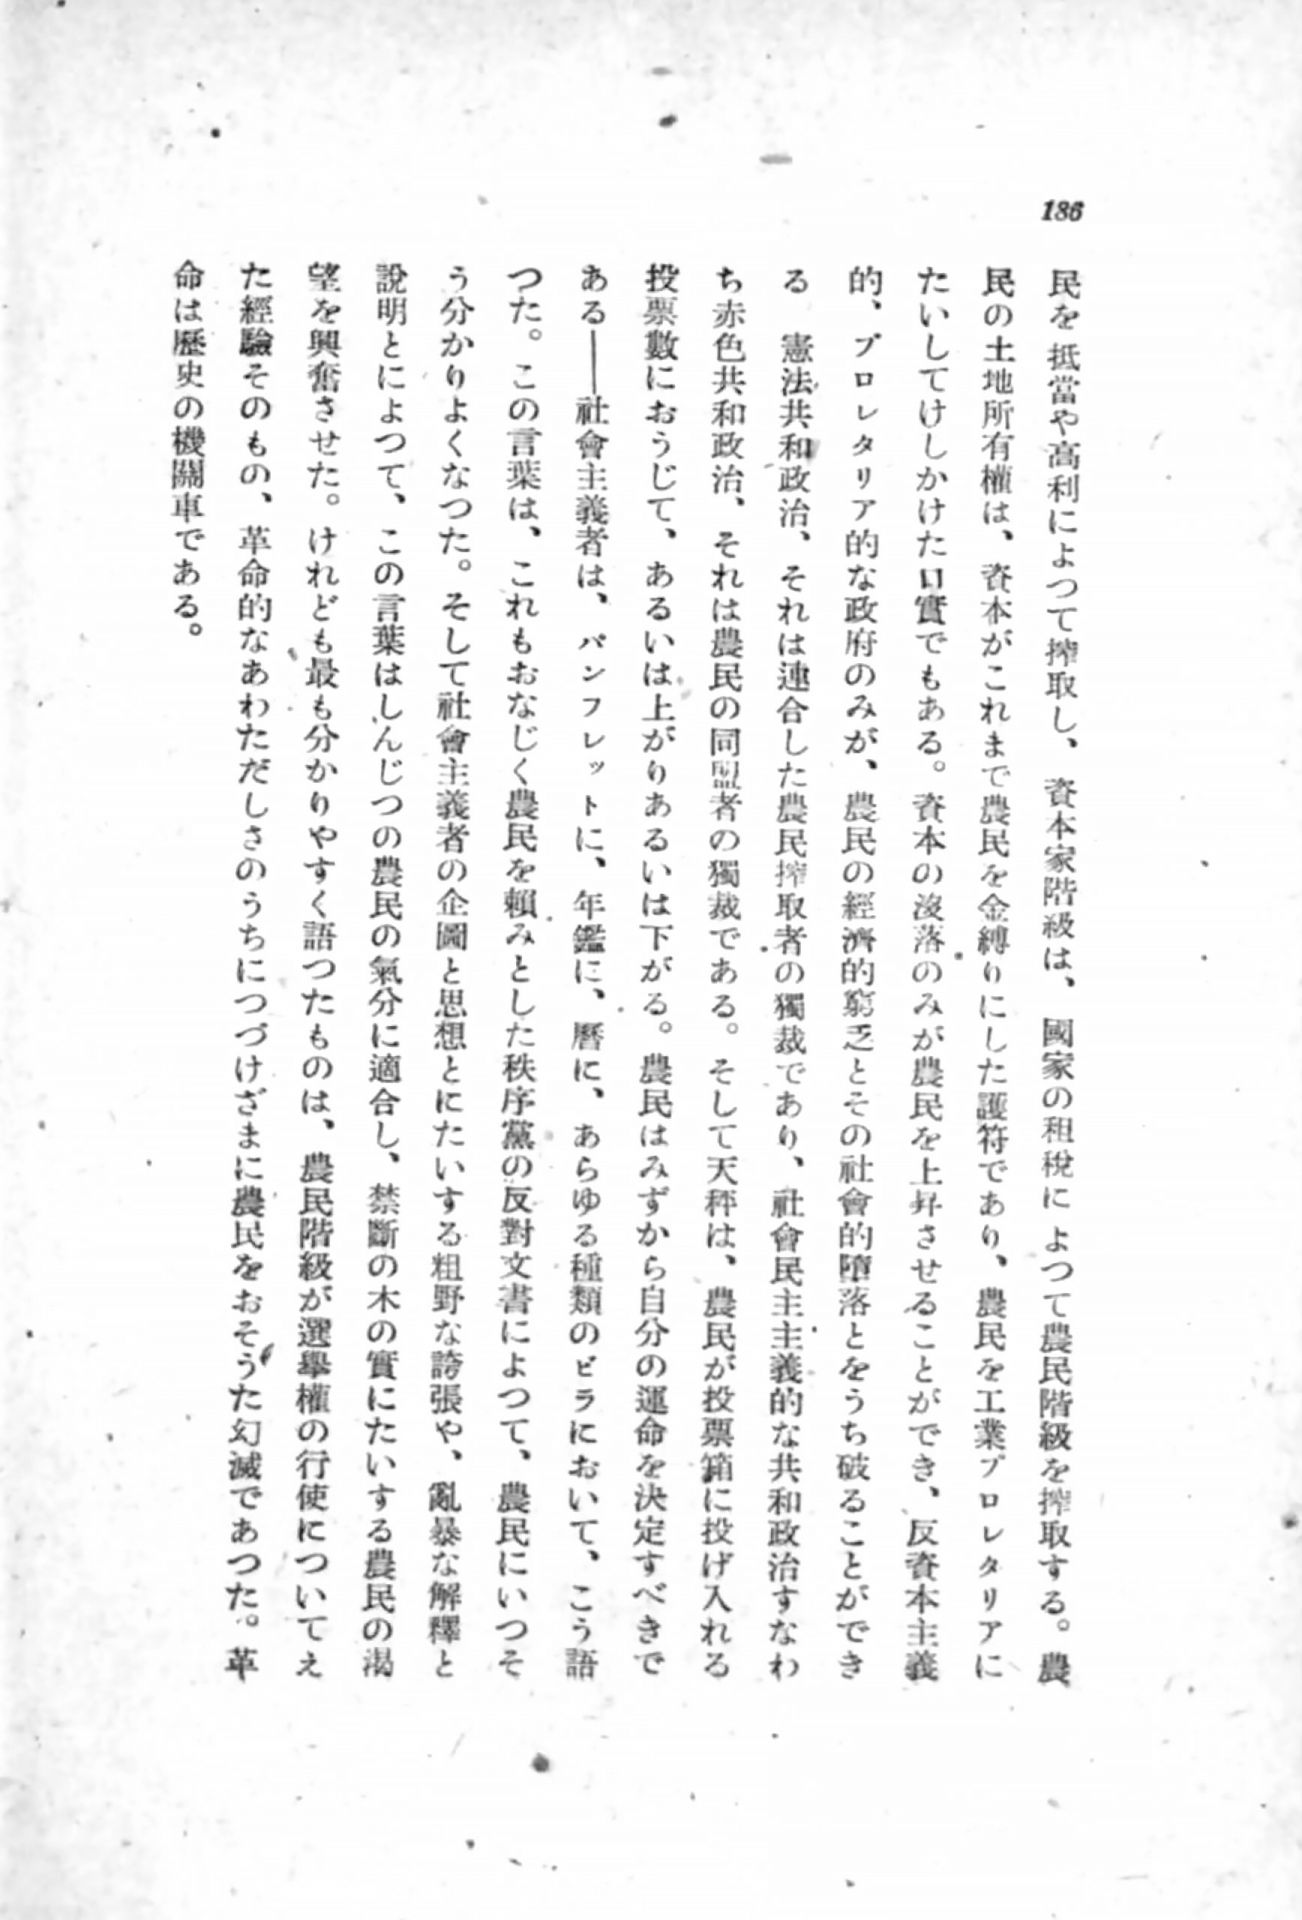 186
民を抵當や高利によつて搾取し、資本家階級は、國家の租稅によつて農民階級を搾取する。農
民の土地所有權は、資本がこれまで農民を金縛りにした護符であり、農民を工業プロレタリアに
たいしてけしかけた口實でもある。資本の沒落のみが農民を上昇させることができ、反資本主義
的、プロレタリア的な政府のみが、農民の經濟的窮乏とその社會的墮落とをうち破ることができ
る　憲法共和政治、それは連合した農民搾取者の獨裁であり、社會民主主義的な共和政治すなわ
ち赤色共和政治、それは農民の同盟者の獨裁である。そして天秤は、農民が投票箱に投げ入れる
投票數におうじて、あるいは上がりあるいは下がる。農民はみずから自分の運命を決定すべきで
ある――社會主義者は、パンフレットに、年鑑に、曆に、あらゆる種類のビラにおいて、こう語
つた。この言葉は、これもおなじく農民を賴みとした秩序黨の反對文書によつて、農民にいつそ
う分かりよくなつた。そして社會主義者の企圖と思想とにたいする粗野な誇張や、亂暴な解釋と
說明とによつて、この言葉はしんじつの農民の氣分に適合し、禁斷の木の實にたいする農民の渴
望を興奮させた。けれども最も分かりやすく語つたものは、農民階級が選擧權の行使についてえ
た經驗そのもの、革命的なあわただしさのうちにつづけざまに農民をおそうた幻滅であつた。革
命は歷史の機關車である。